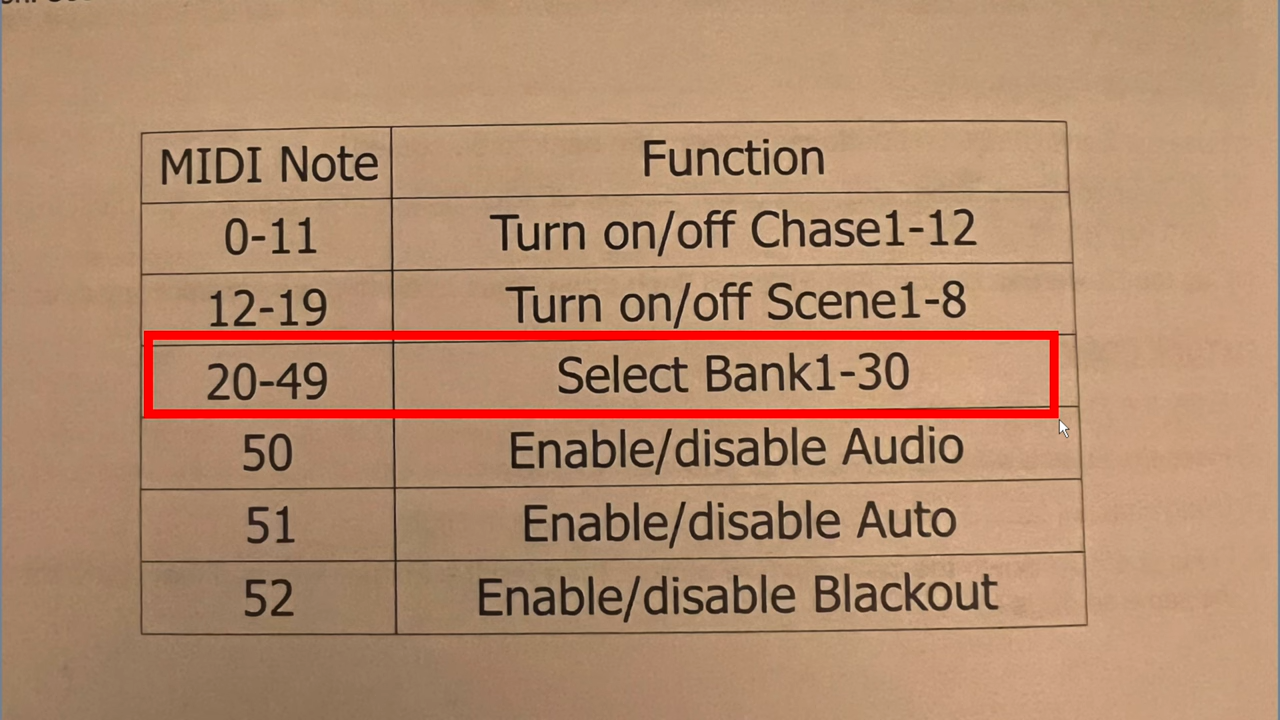 MIDI Note Function
0-11 Turn on/off Chase1-12
12-19 Turn on/off Scene1-8
20-49 Select Bank1-30
50 Enable/disable Audio
51 Enable/disable Auto
52 Enable/disable Blackout